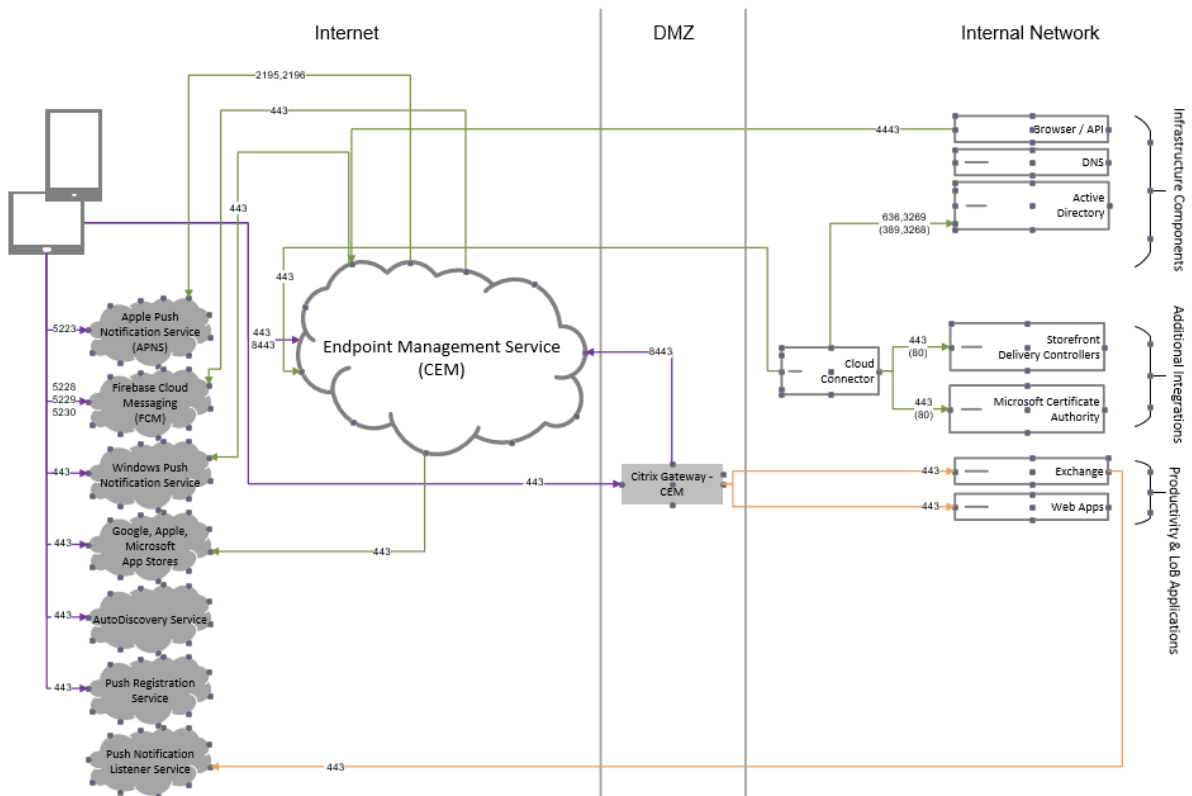 Internet
DMZ
Internal Network
2195,2196
443
4443
443
443
443
8443
636,3269
(389,3268)
Browser / API
DNS
Active
Directory
Infrastructure Components
5223
Apple Push
Notification Service
(APNS)
Endpoint Management Service
(CEM)
8443
Cloud
Connector
443
(80)
Storefront
Delivery Controllers
5228
5229
5230
Firebase Cloud
Messaging
(FCM)
443
(80)
Microsoft Certificate
Authority
Additional Integrations
443
Windows Push
Notification Service
443
Citrix Gateway -
CEM
443
Exchange
443
Web Apps
Productivity & LoB Applications
443
Google, Apple,
Microsoft
App Stores
443
443
AutoDiscovery Service
443
Push Registration
Service
Push Notification
Listener Service
443